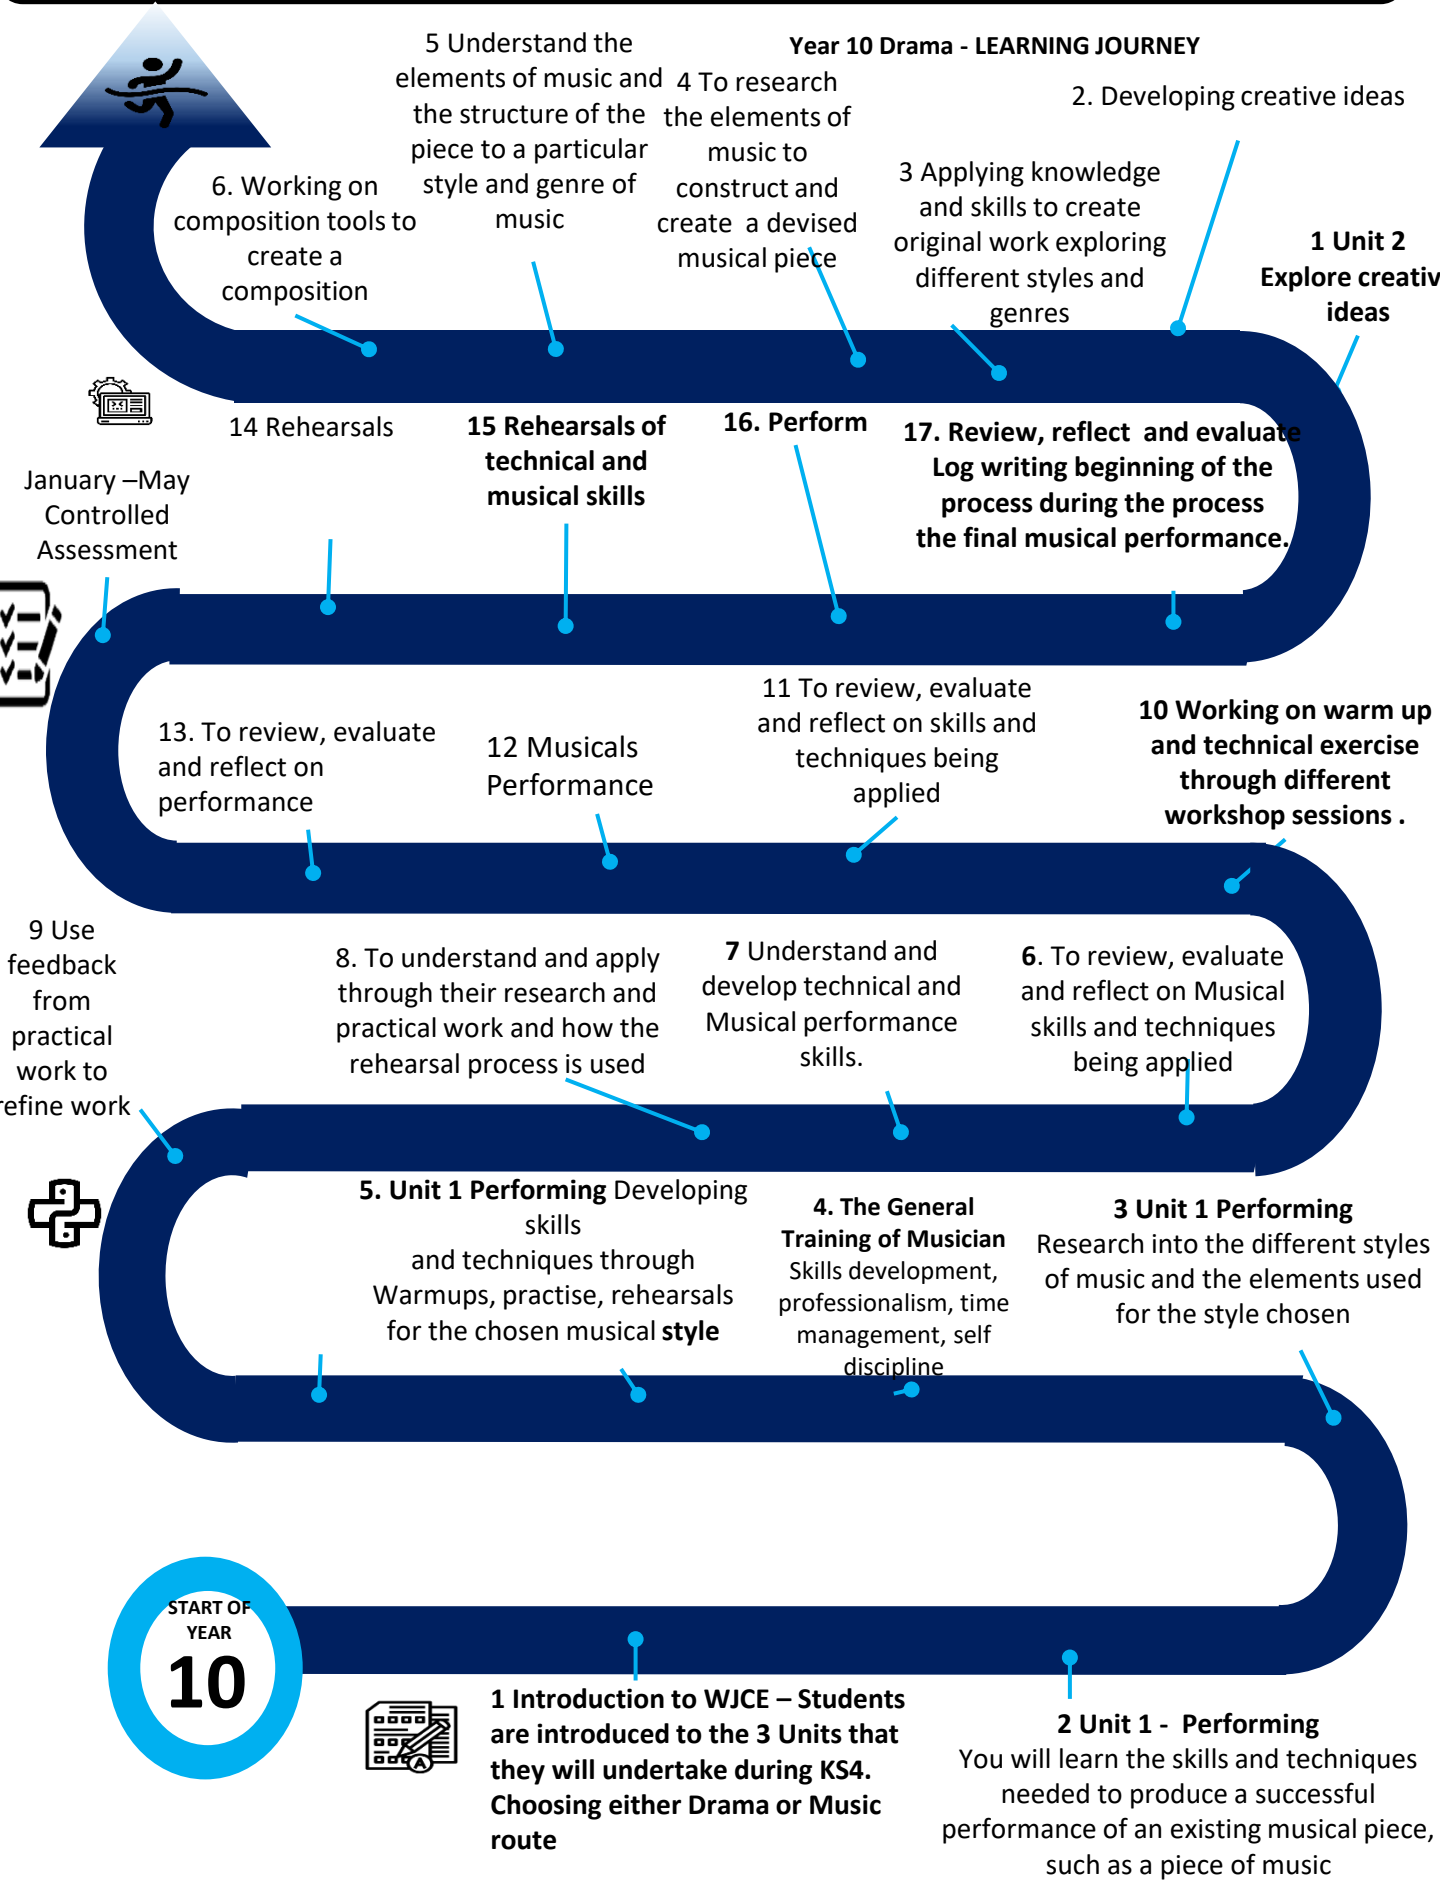 Year 10 Drama - LEARNING JOURNEY
5 Understand the
elements of music and
the structure of the
piece to a particular
style and genre of
music
4 To research
the elements of
music to
construct and
create  a devised
musical piece
2. Developing creative ideas
3 Applying knowledge
and skills to create
original work exploring
different styles and
genres
1 Unit 2
Explore creativ
ideas
6. Working on
composition tools to
create a
composition
14 Rehearsals
15 Rehearsals of
technical and
musical skills
16. Perform
17. Review, reflect  and evaluate
Log writing beginning of the
process during the process
the final musical performance.
January –May
Controlled
Assessment
13. To review, evaluate
and reflect on
performance
12 Musicals
Performance
11 To review, evaluate
and reflect on skills and
techniques being
applied
10 Working on warm up
and technical exercise
through different
workshop sessions .
9 Use
feedback
from
practical
work to
refine work
8. To understand and apply
through their research and
practical work and how the
rehearsal process is used
7 Understand and
develop technical and
Musical performance
skills.
6. To review, evaluate
and reflect on Musical
skills and techniques
being applied
5. Unit 1 Performing Developing
skills
and techniques through
Warmups, practise, rehearsals
for the chosen musical style
4. The General
Training of Musician
Skills development,
professionalism, time
management, self
discipline
3 Unit 1 Performing
Research into the different styles
of music and the elements used
for the style chosen
START OF
YEAR
10
1 Introduction to WJCE – Students
are introduced to the 3 Units that
they will undertake during KS4.
Choosing either Drama or Music
route
2 Unit 1 -  Performing
You will learn the skills and techniques
needed to produce a successful
performance of an existing musical piece,
such as a piece of music